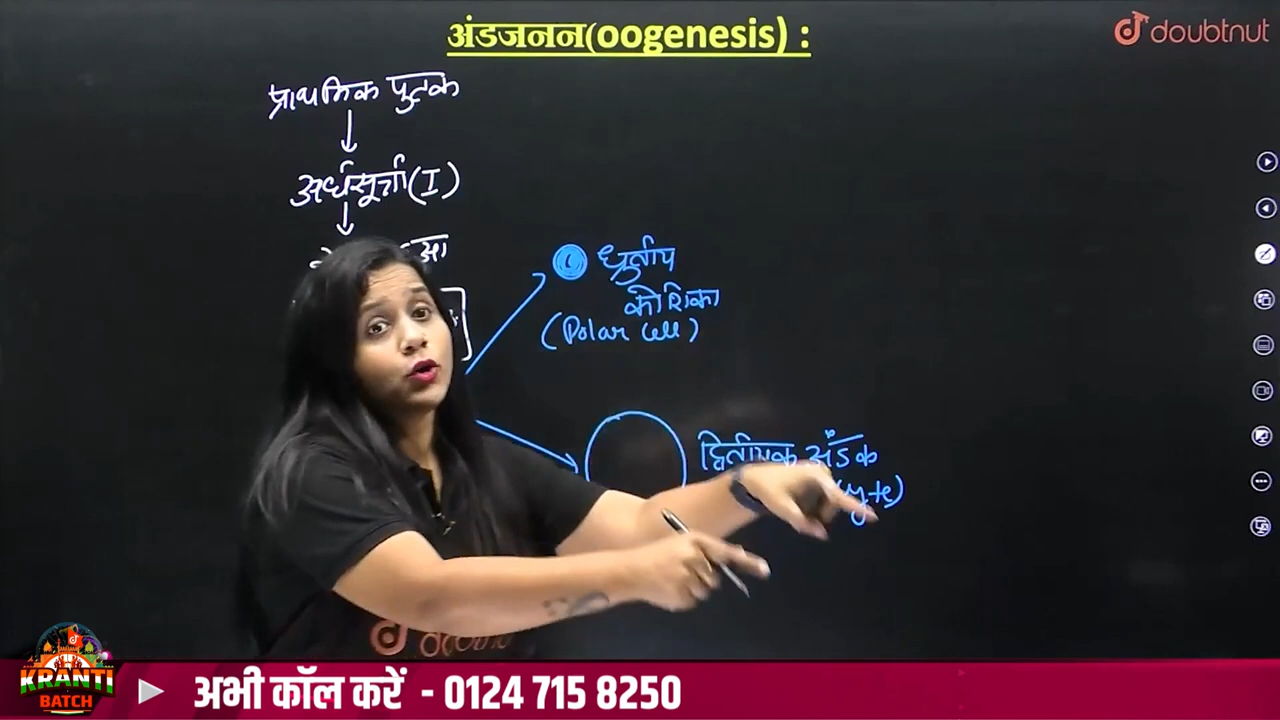 अंडजनन(oogenesis) :
doubtnut
प्राथमिक पुटक
अर्धसूत्री(I)
ध्रुवीय
कोशिका
(Polar cell)
द्वितीयक अंडक
KRANTI
BATCH
अभी कॉल करें - 0124 715 8250